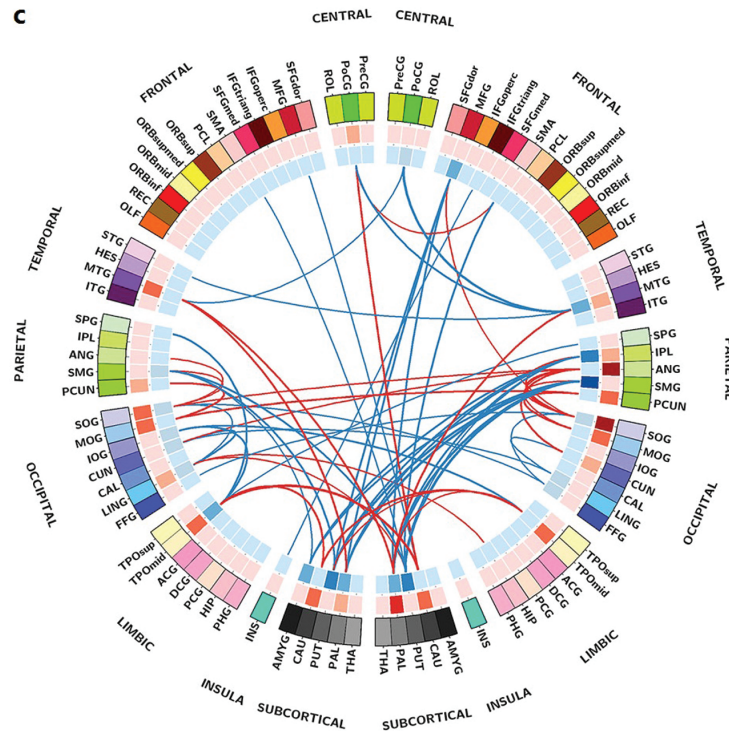 c
CENTRAL
CENTRAL
FRONTAL
FRONTAL
ROL
PoCG
PreCG
PreCG
PoCG
ROL
SFGdor
MFG
IFGoperc
IFGtriang
SFGmed
SMA
PCL
ORBsup
ORBsupmed
ORBmid
ORBinf
REC
OLF
SFGdor
MFG
IFGoperc
IFGtriang
SFGmed
SMA
PCL
ORBsup
ORBsupmed
ORBmid
ORBinf
REC
OLF
TEMPORAL
STG
HES
MTG
ITG
STG
HES
MTG
ITG
TEMPORAL
PARIETAL
SPG
IPL
ANG
SMG
PCUN
SPG
IPL
ANG
SMG
PCUN
OCCIPITAL
SOG
MOG
IOG
CUN
CAL
LING
FFG
SOG
MOG
IOG
CUN
CAL
LING
FFG
OCCIPITAL
LIMBIC
TPOsup
TPOmid
ACG
DCG
PCG
HIP
PHG
INS
AMYG
CAU
PUT
PAL
THA
THA
PAL
PUT
CAU
AMYG
INS
PHG
HIP
PCG
DCG
ACG
TPOmid
TPOsup
LIMBIC
INSULA
SUBCORTICAL
SUBCORTICAL
INSULA